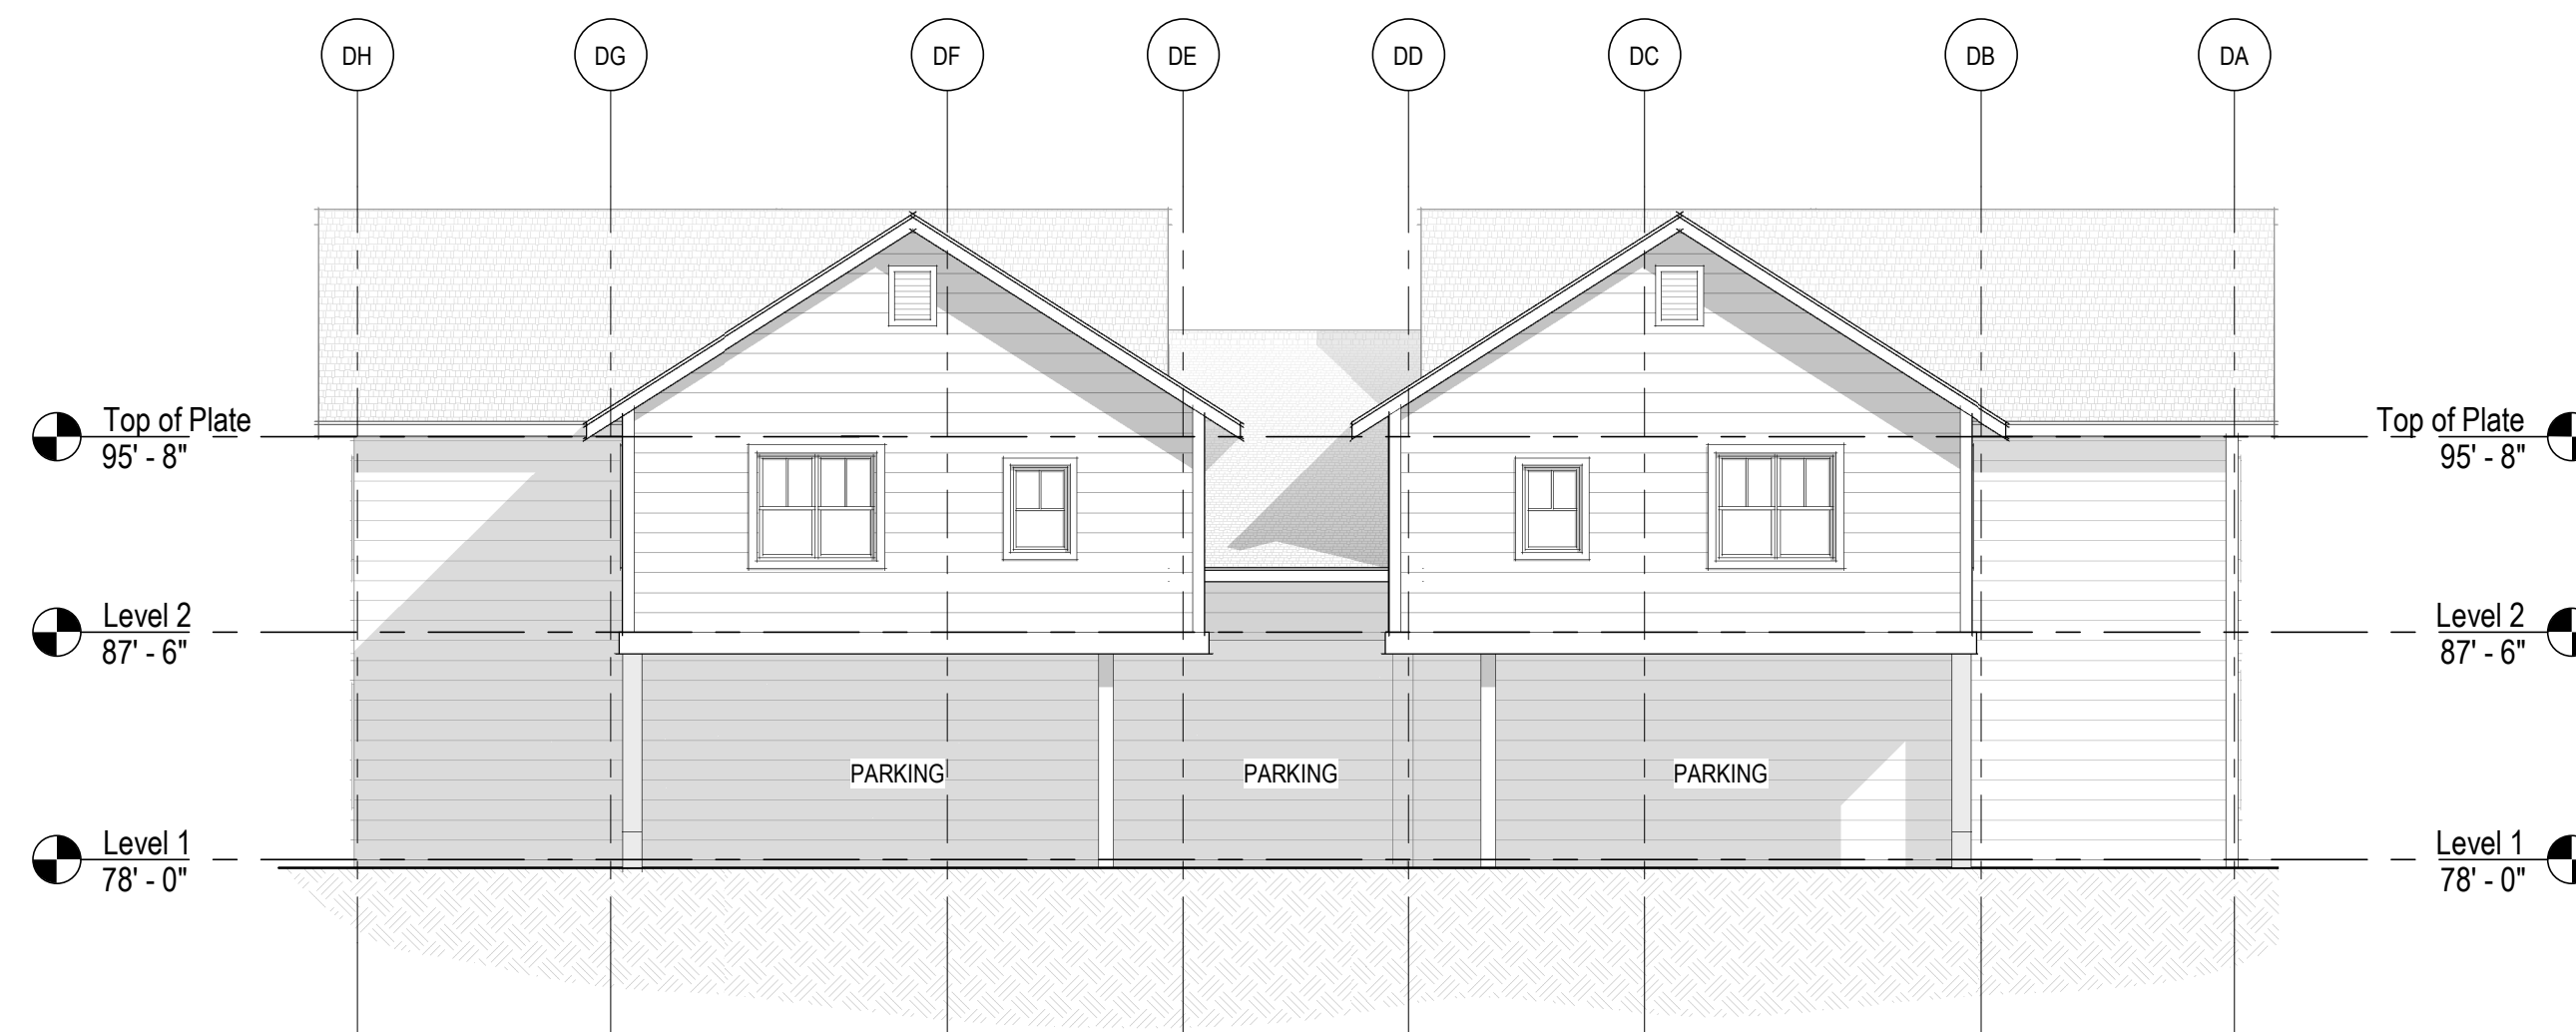 DH DG DF DE DD DC DB DA
Top of Plate Top of Plate
95' - 8" 95' - 8"
Level 2 Level 2
87' - 6" 87' - 6"
PARKING PARKING PARKING
Level 1 Level 1
78' - 0" 78' - 0"